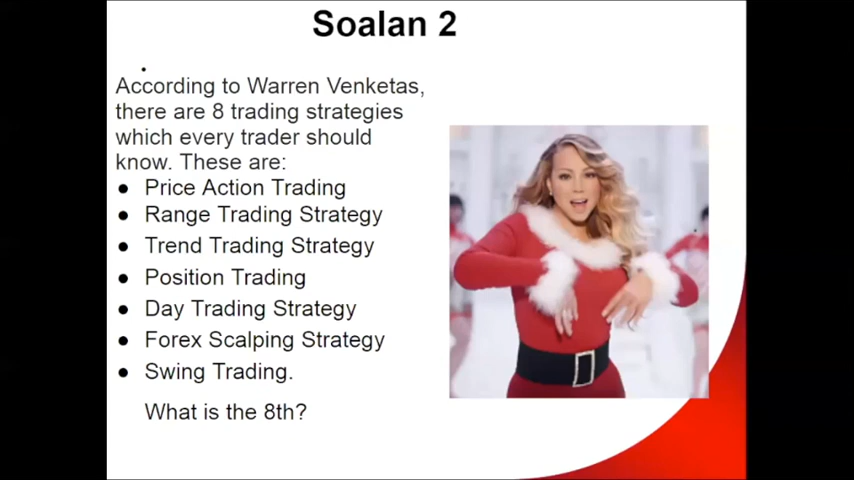 Soalan 2
According to Warren Venketas,
there are 8 trading strategies
which every trader should
know. These are:
● Price Action Trading
● Range Trading Strategy
● Trend Trading Strategy
● Position Trading
● Day Trading Strategy
● Forex Scalping Strategy
● Swing Trading.
What is the 8th?